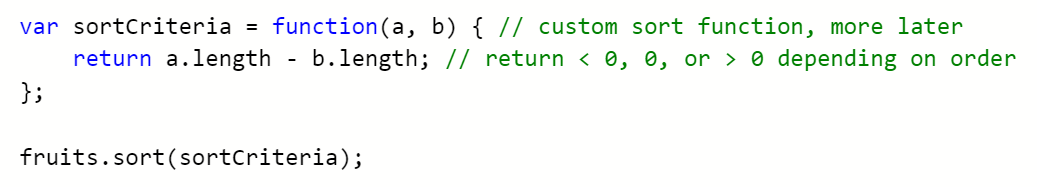 var sortCriteria = function(a, b) { // custom sort function, more later
    return a.length - b.length; // return < 0, 0, or > 0 depending on order
};

fruits.sort(sortCriteria);